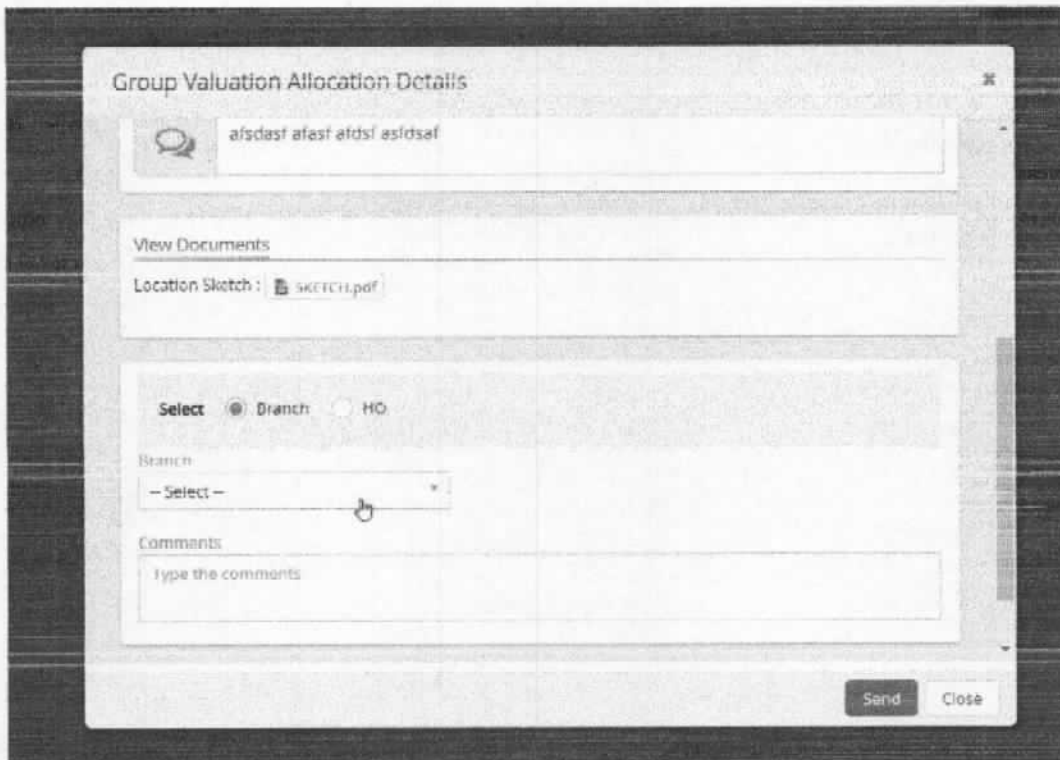 Group Valuation Allocation Details
afsdasf afasf afdsf asfdsaf
View Documents
Location Sketch : SKETCH.pdf
Select Branch HO
Branch
-- Select --
Comments
Type the comments
Send Close